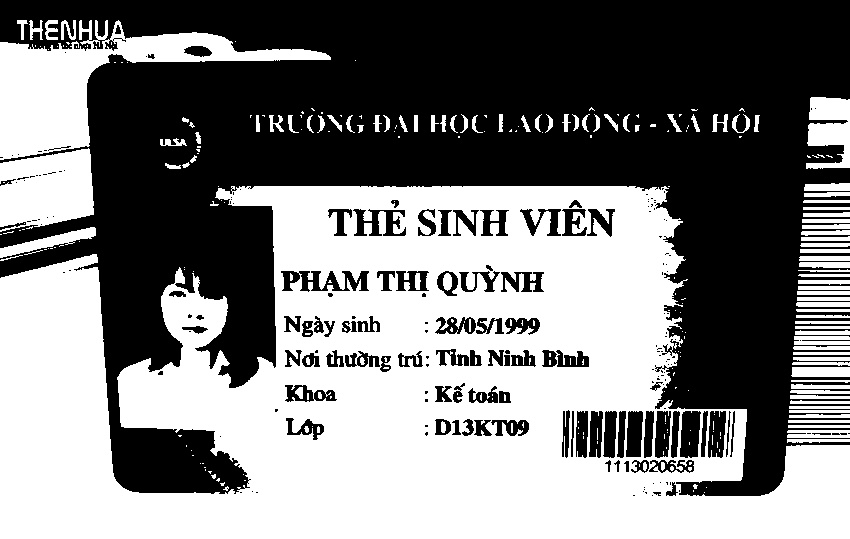 THENHUA
Xưởng in thẻ nhựa Hà Nội
TRƯỜNG ĐẠI HỌC LAO ĐỘNG - XÃ HỘI
ULSA
THẺ SINH VIÊN
PHẠM THỊ QUỲNH
Ngày sinh : 28/05/1999
Nơi thường trú: Tỉnh Ninh Bình
Khoa : Kế toán
Lớp : D13KT09
1113020658